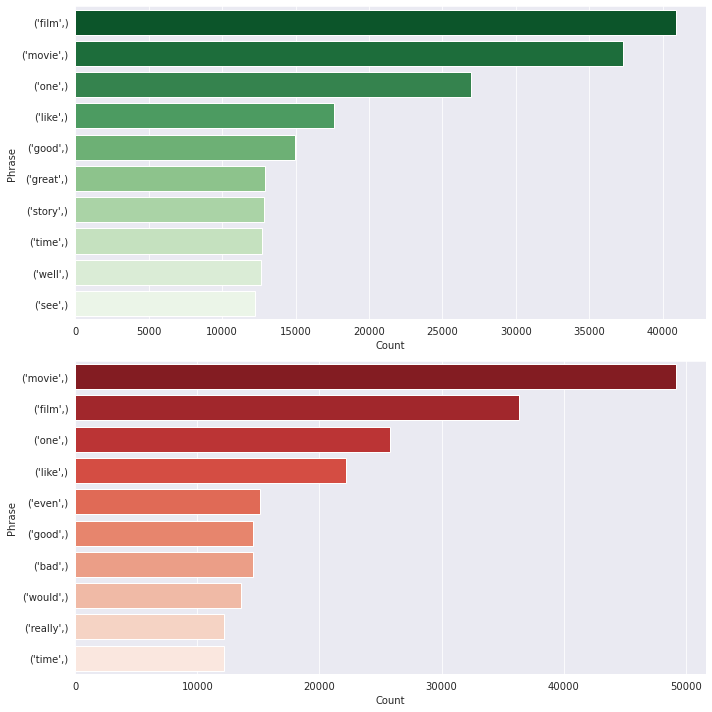 ('film',)
('movie',)
('one',)
('like',)
('good',)
('great',)
('story',)
('time',)
('well',)
('see',)
Phrase
0 5000 10000 15000 20000 25000 30000 35000 40000
Count
('movie',)
('film',)
('one',)
('like',)
('even',)
('good',)
('bad',)
('would',)
('really',)
('time',)
Phrase
0 10000 20000 30000 40000 50000
Count